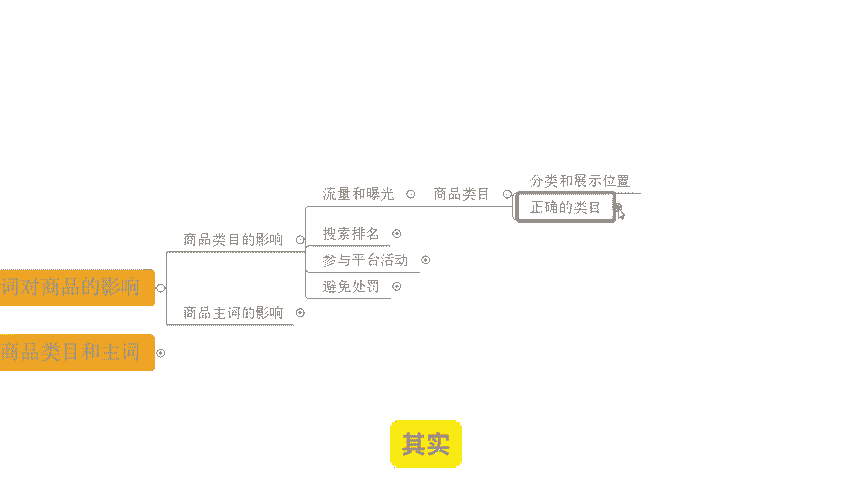 分类和展示位置
流量和曝光
商品类目
正确的类目
搜索排名
商品类目的影响
参与平台活动
词对商品的影响
避免处罚
商品主词的影响
商品类目和主词
其实